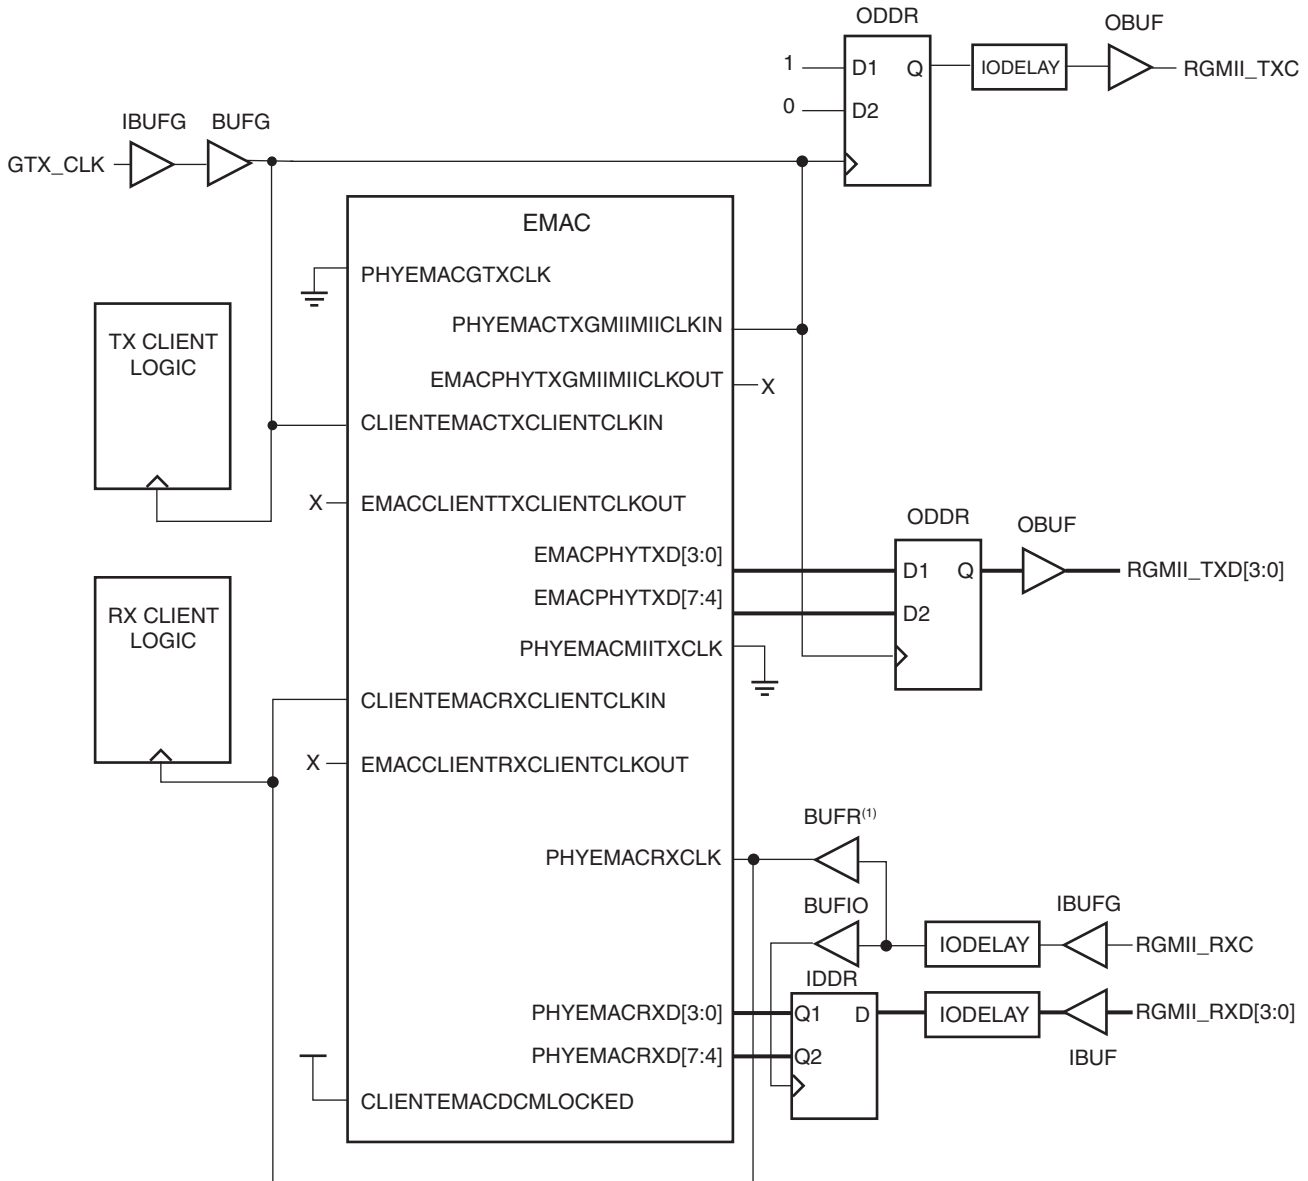 ODDR
OBUF
1
D1
Q
IODELAY
RGMII_TXC
0
D2
IBUFG
BUFG
GTX_CLK
EMAC
PHYEMACGTXCLK
PHYEMACTXGMIIMIICLKIN
TX CLIENT
LOGIC
EMACPHYTXGMIIMIICLKOUT
X
CLIENTEMACTXCLIENTCLKIN
X
EMACCLIENTTXCLIENTCLKOUT
ODDR
OBUF
EMACPHYTXD[3:0]
D1
Q
RGMII_TXD[3:0]
EMACPHYTXD[7:4]
D2
RX CLIENT
LOGIC
PHYEMACMIITXCLK
CLIENTEMACRXCLIENTCLKIN
X
EMACCLIENTRXCLIENTCLKOUT
BUFR(1)
PHYEMACRXCLK
BUFIO
IBUFG
IODELAY
RGMII_RXC
IDDR
PHYEMACRXD[3:0]
Q1
D
IODELAY
RGMII_RXD[3:0]
PHYEMACRXD[7:4]
Q2
IBUF
CLIENTEMACDCMLOCKED